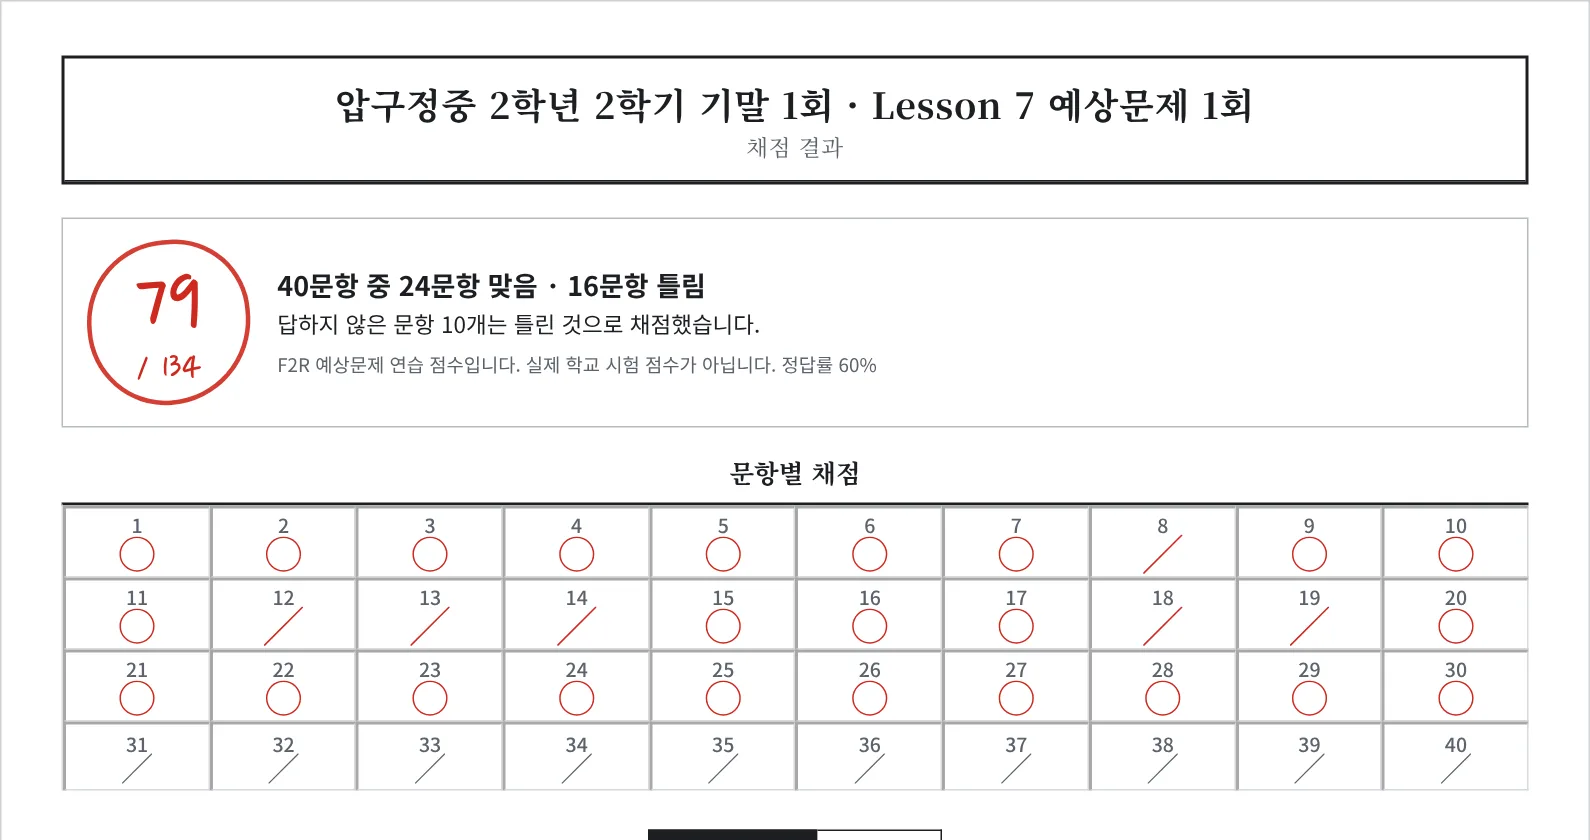 압구정중 2학년 2학기 기말 1회 · Lesson 7 예상문제 1회
채점 결과
79
/ 134
40문항 중 24문항 맞음 · 16문항 틀림
답하지 않은 문항 10개는 틀린 것으로 채점했습니다.
F2R 예상문제 연습 점수입니다. 실제 학교 시험 점수가 아닙니다. 정답률 60%
문항별 채점
1 2 3 4 5 6 7 8 9 10
11 12 13 14 15 16 17 18 19 20
21 22 23 24 25 26 27 28 29 30
31 32 33 34 35 36 37 38 39 40